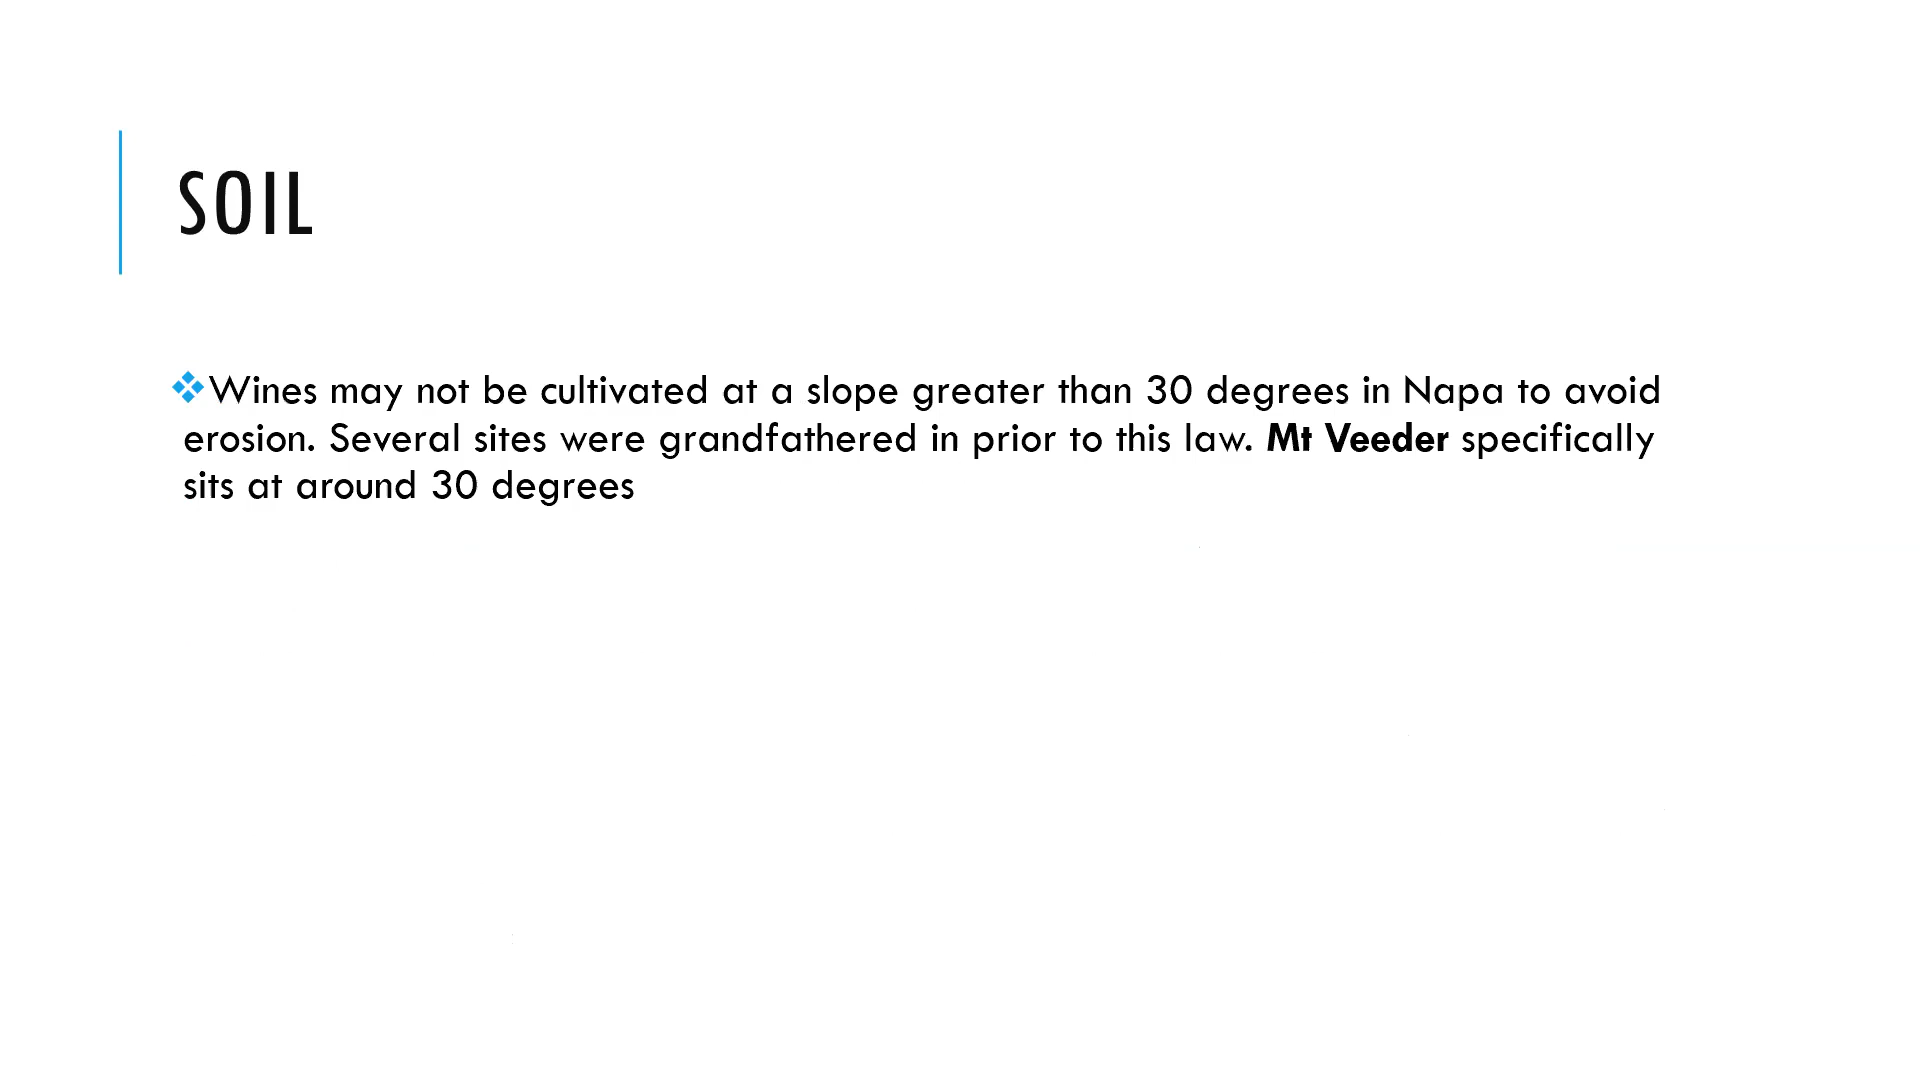 SOIL
Wines may not be cultivated at a slope greater than 30 degrees in Napa to avoid
erosion. Several sites were grandfathered in prior to this law. Mt Veeder specifically
sits at around 30 degrees